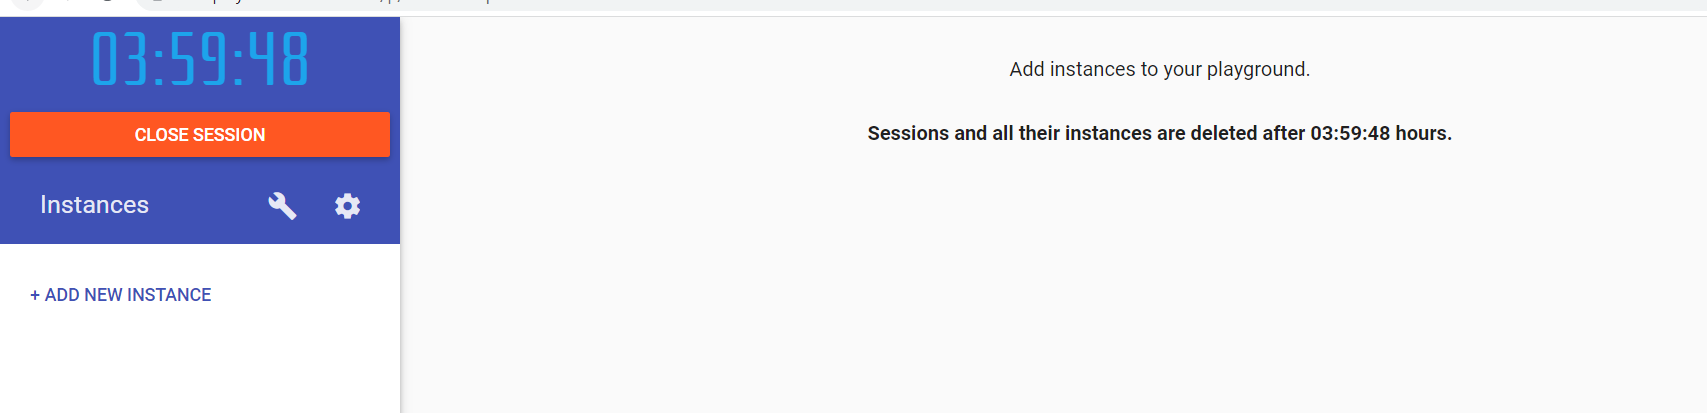 03:59:48
CLOSE SESSION
Instances
+ ADD NEW INSTANCE
Add instances to your playground.
Sessions and all their instances are deleted after 03:59:48 hours.